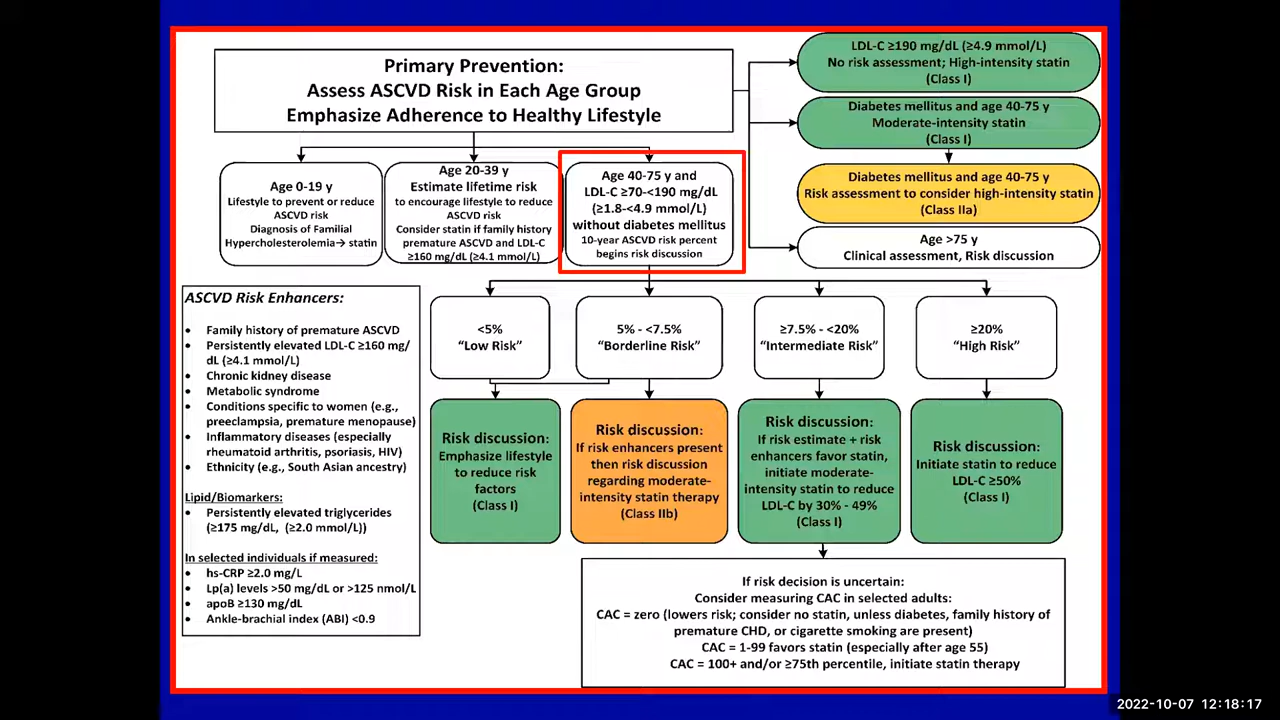 Primary Prevention:
Assess ASCVD Risk in Each Age Group
Emphasize Adherence to Healthy Lifestyle
LDL-C ≥190 mg/dL (≥4.9 mmol/L)
No risk assessment; High-intensity statin
(Class I)
Diabetes mellitus and age 40-75 y
Moderate-intensity statin
(Class I)
Diabetes mellitus and age 40-75 y
Risk assessment to consider high-intensity statin
(Class IIa)
Age >75 y
Clinical assessment, Risk discussion
Age 0-19 y
Lifestyle to prevent or reduce
ASCVD risk
Diagnosis of Familial
Hypercholesterolemia→ statin
Age 20-39 y
Estimate lifetime risk
to encourage lifestyle to reduce
ASCVD risk
Consider statin if family history
premature ASCVD and LDL-C
≥160 mg/dL (≥4.1 mmol/L)
Age 40-75 y and
LDL-C ≥70-<190 mg/dL
(≥1.8-<4.9 mmol/L)
without diabetes mellitus
10-year ASCVD risk percent
begins risk discussion
ASCVD Risk Enhancers:
• Family history of premature ASCVD
• Persistently elevated LDL-C ≥160 mg/
dL (≥4.1 mmol/L)
• Chronic kidney disease
• Metabolic syndrome
• Conditions specific to women (e.g.,
preeclampsia, premature menopause)
• Inflammatory diseases (especially
rheumatoid arthritis, psoriasis, HIV)
• Ethnicity (e.g., South Asian ancestry)
Lipid/Biomarkers:
• Persistently elevated triglycerides
(≥175 mg/dL, (≥2.0 mmol/L))
In selected individuals if measured:
• hs-CRP ≥2.0 mg/L
• Lp(a) levels >50 mg/dL or >125 nmol/L
• apoB ≥130 mg/dL
• Ankle-brachial index (ABI) <0.9
<5%
“Low Risk”
5% - <7.5%
“Borderline Risk”
≥7.5% - <20%
“Intermediate Risk”
≥20%
“High Risk”
Risk discussion:
Emphasize lifestyle
to reduce risk
factors
(Class I)
Risk discussion:
If risk enhancers present
then risk discussion
regarding moderate-
intensity statin therapy
(Class IIb)
Risk discussion:
If risk estimate + risk
enhancers favor statin,
initiate moderate-
intensity statin to reduce
LDL-C by 30% - 49%
(Class I)
Risk discussion:
Initiate statin to reduce
LDL-C ≥50%
(Class I)
If risk decision is uncertain:
Consider measuring CAC in selected adults:
CAC = zero (lowers risk; consider no statin, unless diabetes, family history of
premature CHD, or cigarette smoking are present)
CAC = 1-99 favors statin (especially after age 55)
CAC = 100+ and/or ≥75th percentile, initiate statin therapy
2022-10-07 12:18:17